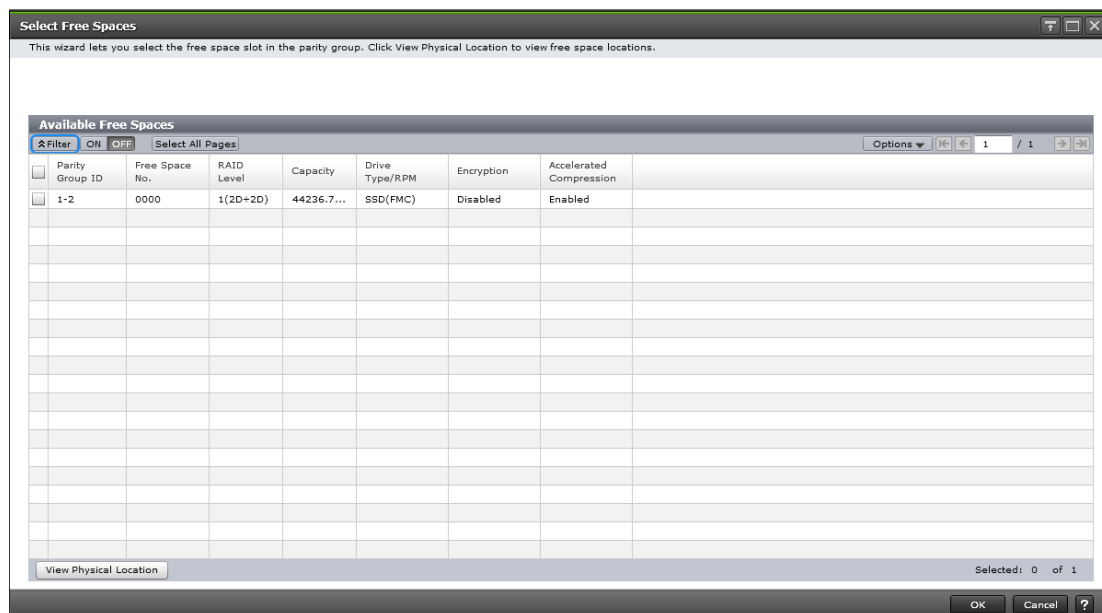 Select Free Spaces
This wizard lets you select the free space slot in the parity group. Click View Physical Location to view free space locations.
Available Free Spaces
Filter ON OFF Select All Pages Options 1 / 1
Parity Group ID Free Space No. RAID Level Capacity Drive Type/RPM Encryption Accelerated Compression
1-2 0000 1(2D+2D) 44236.7... SSD(FMC) Disabled Enabled
View Physical Location Selected: 0 of 1
OK Cancel ?